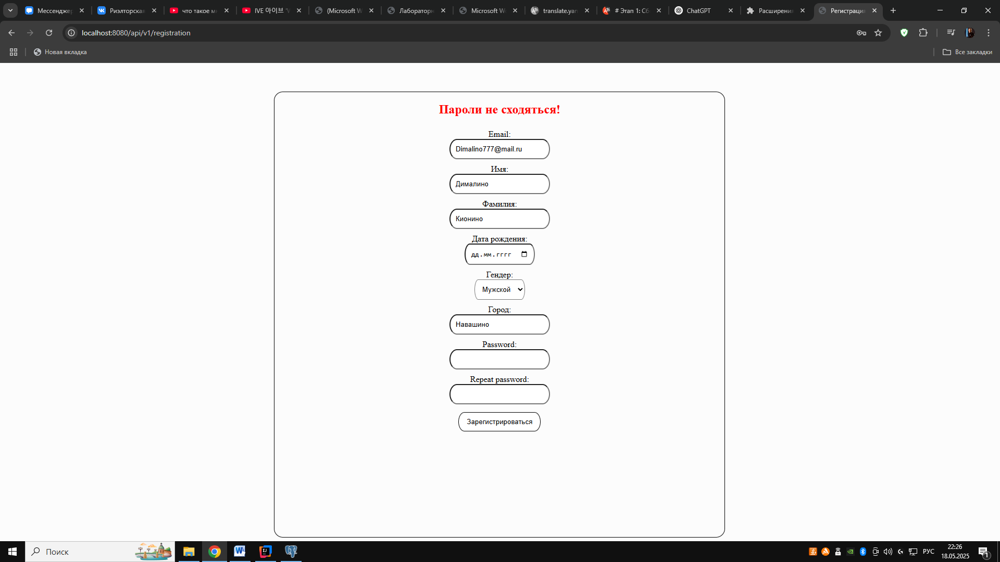 Мессенджер
Риэлторская
что такое м
IVE 아이브 '
(Microsoft W
Лаборатор
Microsoft W
translate.yan
# Этап 1: Сб
ChatGPT
Расширения
Регистрация
localhost:8080/api/v1/registration
Новая вкладка
Все закладки
Пароли не сходяться!
Email:
Dimalino777@mail.ru
Имя:
Дималино
Фамилия:
Кионино
Дата рождения:
дд.мм.гггг
Гендер:
Мужской
Город:
Навашино
Password:
Repeat password:
Зарегистрироваться
Поиск
РУС
22:26
18.05.2025
1